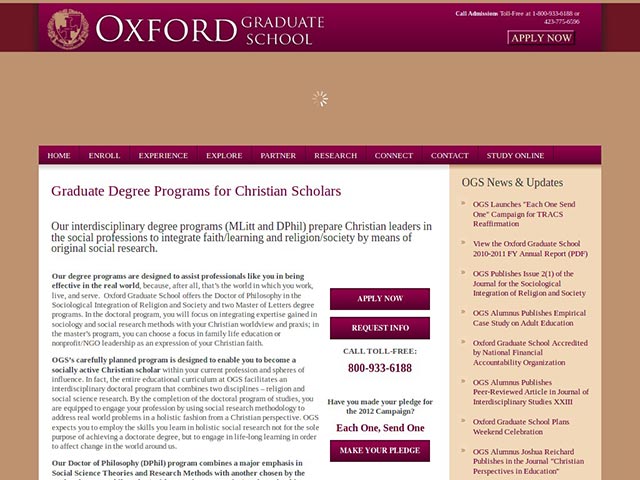 OXFORD GRADUATE SCHOOL
Call Admissions Toll-Free at 1-800-933-6188 or
423-775-6596
APPLY NOW
HOME ENROLL EXPERIENCE EXPLORE PARTNER RESEARCH CONNECT CONTACT STUDY ONLINE
Graduate Degree Programs for Christian Scholars
Our interdisciplinary degree programs (MLitt and DPhil) prepare Christian leaders in
the social professions to integrate faith/learning and religion/society by means of
original social research.
Our degree programs are designed to assist professionals like you in being
effective in the real world, because, after all, that's the world in which you work,
live, and serve. Oxford Graduate School offers the Doctor of Philosophy in the
Sociological Integration of Religion and Society and two Master of Letters degree
programs. In the doctoral program, you will focus on integrating expertise gained in
sociology and social research methods with your Christian worldview and praxis; in
the master's program, you can choose a focus in family life education or
nonprofit/NGO leadership as an expression of your Christian faith.
OGS's carefully planned program is designed to enable you to become a
socially active Christian scholar within your current profession and spheres of
influence. In fact, the entire educational curriculum at OGS facilitates an
interdisciplinary doctoral program that combines two disciplines – religion and
social science research. By the completion of the doctoral program of studies, you
are equipped to engage your profession by using social research methodology to
address real world problems in a holistic fashion from a Christian perspective. OGS
expects you to employ the skills you learn in holistic social research not for the sole
purpose of achieving a doctorate degree, but to engage in life-long learning in order
to affect change in the world around us.
Our Doctor of Philosophy (DPhil) program combines a major emphasis in
Social Science Theories and Research Methods with another chosen by the
APPLY NOW
REQUEST INFO
CALL TOLL-FREE:
800-933-6188
Have you made your pledge for
the 2012 Campaign?
Each One, Send One
MAKE YOUR PLEDGE
OGS News & Updates
OGS Launches "Each One Send
One" Campaign for TRACS
Reaffirmation
View the Oxford Graduate School
2010-2011 FY Annual Report (PDF)
OGS Publishes Issue 2(1) of the
Journal for the Sociological
Integration of Religion and Society
OGS Alumnus Publishes Empirical
Case Study on Adult Education
Oxford Graduate School Accredited
by National Financial
Accountability Organization
OGS Alumnus Publishes
Peer-Reviewed Article in Journal of
Interdisciplinary Studies XXIII
Oxford Graduate School Plans
Weekend Celebration
OGS Alumnus Joshua Reichard
Publishes in the Journal "Christian
Perspectives in Education"